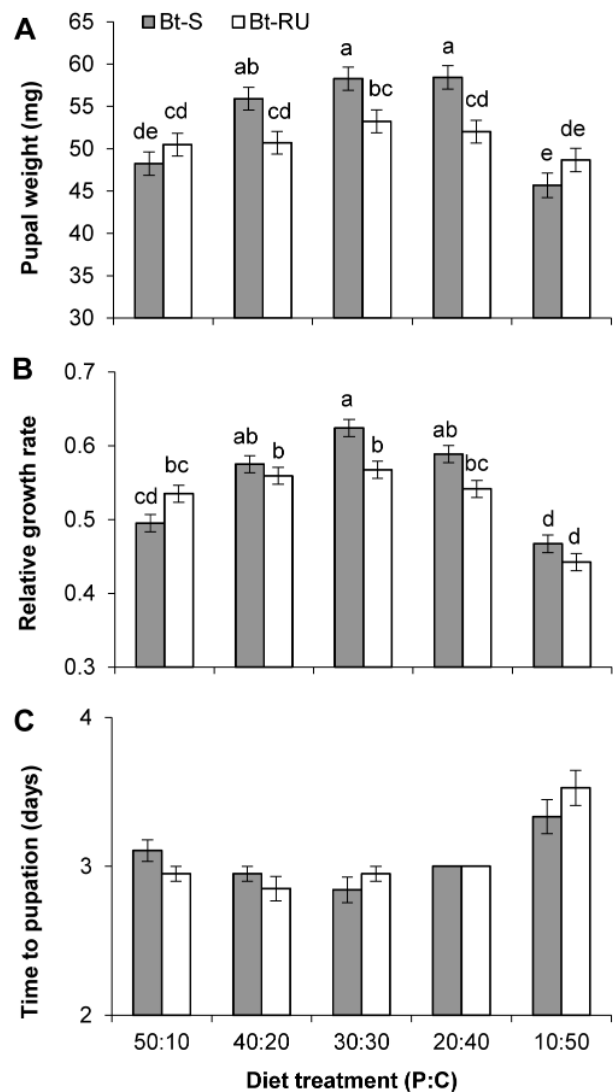 A
Bt-S Bt-RU
Pupal weight (mg)
65
60
55
50
45
40
35
30
de cd ab cd a bc a cd e de
B
Relative growth rate
0.7
0.6
0.5
0.4
0.3
cd bc ab b a b ab bc d d
C
Time to pupation (days)
4
3
2
50:10 40:20 30:30 20:40 10:50
Diet treatment (P:C)